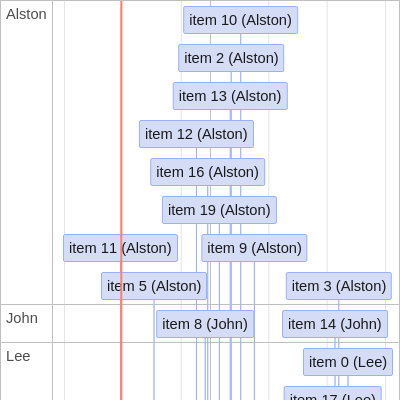 Alston
item 10 (Alston)
item 2 (Alston)
item 13 (Alston)
item 12 (Alston)
item 16 (Alston)
item 19 (Alston)
item 11 (Alston)
item 9 (Alston)
item 5 (Alston)
item 3 (Alston)
John
item 8 (John)
item 14 (John)
Lee
item 0 (Lee)
item 17 (Lee)